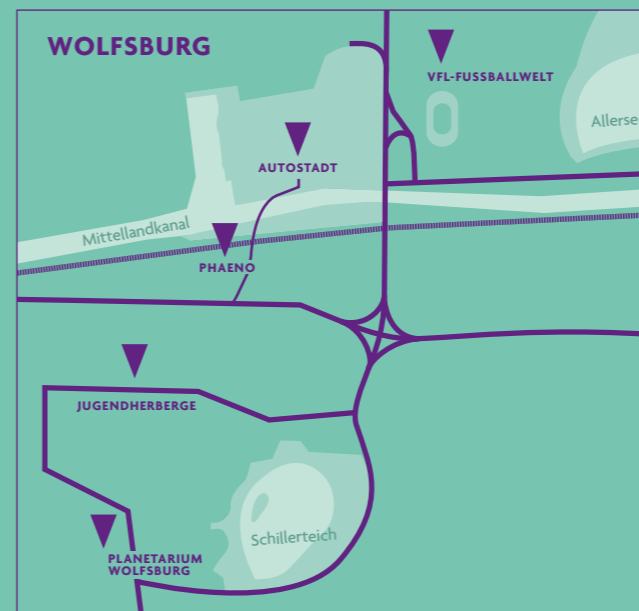 WOLFSBURG
VFL-FUSSBALLWELT
Allerse
AUTOSTADT
Mittellandkanal
PHAENO
JUGENDHERBERGE
Schillerteich
PLANETARIUM
WOLFSBURG